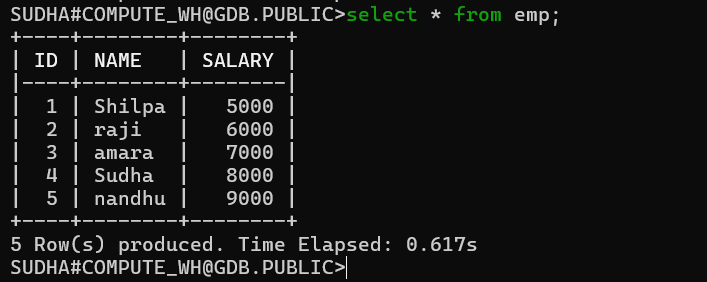 SUDHA#COMPUTE_WH@GDB.PUBLIC>select * from emp;
+----+--------+--------+
| ID | NAME   | SALARY |
|----+--------+--------|
|  1 | Shilpa |   5000 |
|  2 | raji   |   6000 |
|  3 | amara  |   7000 |
|  4 | Sudha  |   8000 |
|  5 | nandhu |   9000 |
+----+--------+--------+
5 Row(s) produced. Time Elapsed: 0.617s
SUDHA#COMPUTE_WH@GDB.PUBLIC>